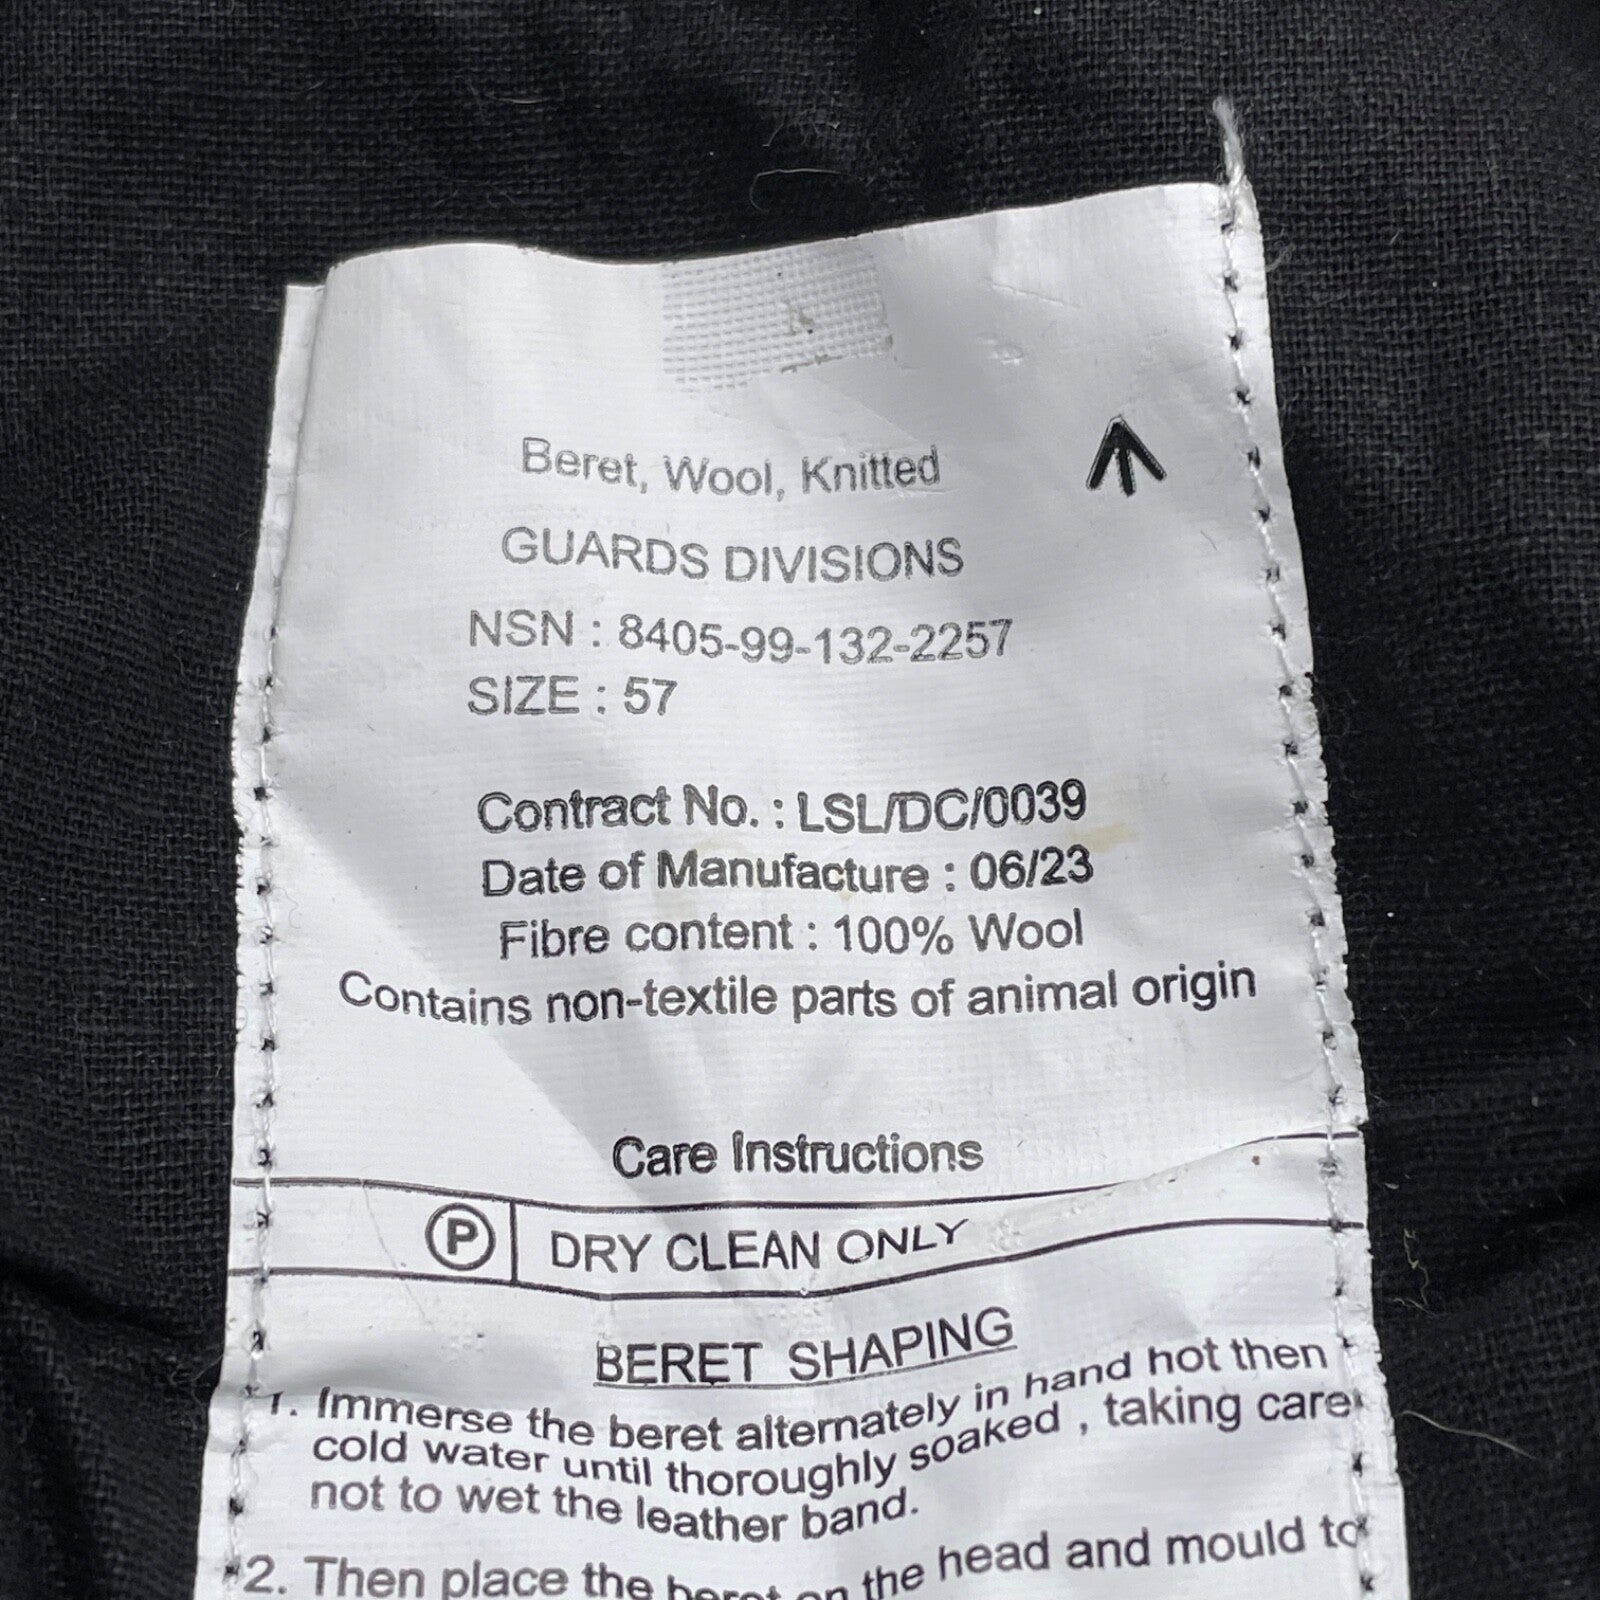 Beret, Wool, Knitted
GUARDS DIVISIONS
NSN : 8405-99-132-2257
SIZE : 57
Contract No. : LSL/DC/0039
Date of Manufacture : 06/23
Fibre content : 100% Wool
Contains non-textile parts of animal origin
Care Instructions
P DRY CLEAN ONLY
BERET SHAPING
1. Immerse the beret alternately in hand hot then
cold water until thoroughly soaked , taking care
not to wet the leather band.
2. Then place the beret on the head and mould to